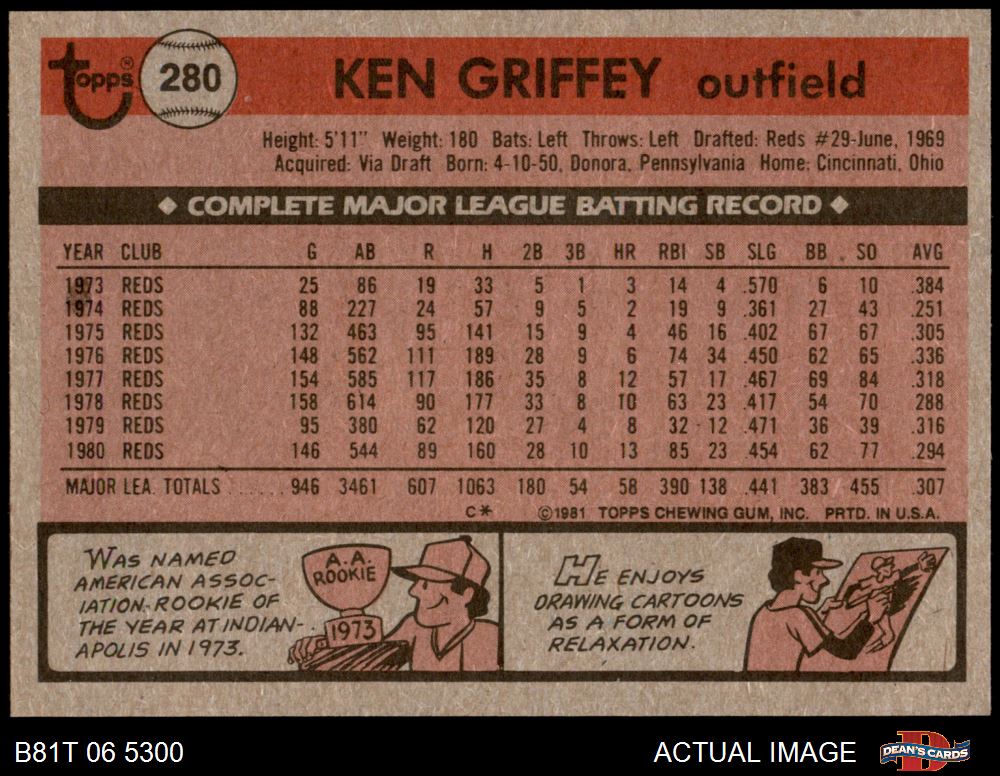 Topps® 280 KEN GRIFFEY outfield
Height: 5'11" Weight: 180 Bats: Left Throws: Left Drafted: Reds #29-June, 1969
Acquired: Via Draft Born: 4-10-50, Donora, Pennsylvania Home: Cincinnati, Ohio
◆ COMPLETE MAJOR LEAGUE BATTING RECORD ◆
YEAR CLUB G AB R H 2B 3B HR RBI SB SLG BB SO AVG
1973 REDS 25 86 19 33 5 1 3 14 4 .570 6 10 .384
1974 REDS 88 227 24 57 9 5 2 19 9 .361 27 43 .251
1975 REDS 132 463 95 141 15 9 4 46 16 .402 67 67 .305
1976 REDS 148 562 111 189 28 9 6 74 34 .450 62 65 .336
1977 REDS 154 585 117 186 35 8 12 57 17 .467 69 84 .318
1978 REDS 158 614 90 177 33 8 10 63 23 .417 54 70 .288
1979 REDS 95 380 62 120 27 4 8 32 12 .471 36 39 .316
1980 REDS 146 544 89 160 28 10 13 85 23 .454 62 77 .294
MAJOR LEA. TOTALS ....... 946 3461 607 1063 180 54 58 390 138 .441 383 455 .307
C* ©1981 TOPPS CHEWING GUM, INC. PRTD. IN U.S.A.
WAS NAMED
AMERICAN ASSOC-
IATION ROOKIE OF
THE YEAR AT INDIAN-
APOLIS IN 1973.
A.A.
ROOKIE
1973
HE ENJOYS
DRAWING CARTOONS
AS A FORM OF
RELAXATION.
B81T 06 5300 ACTUAL IMAGE DEAN'S CARDS